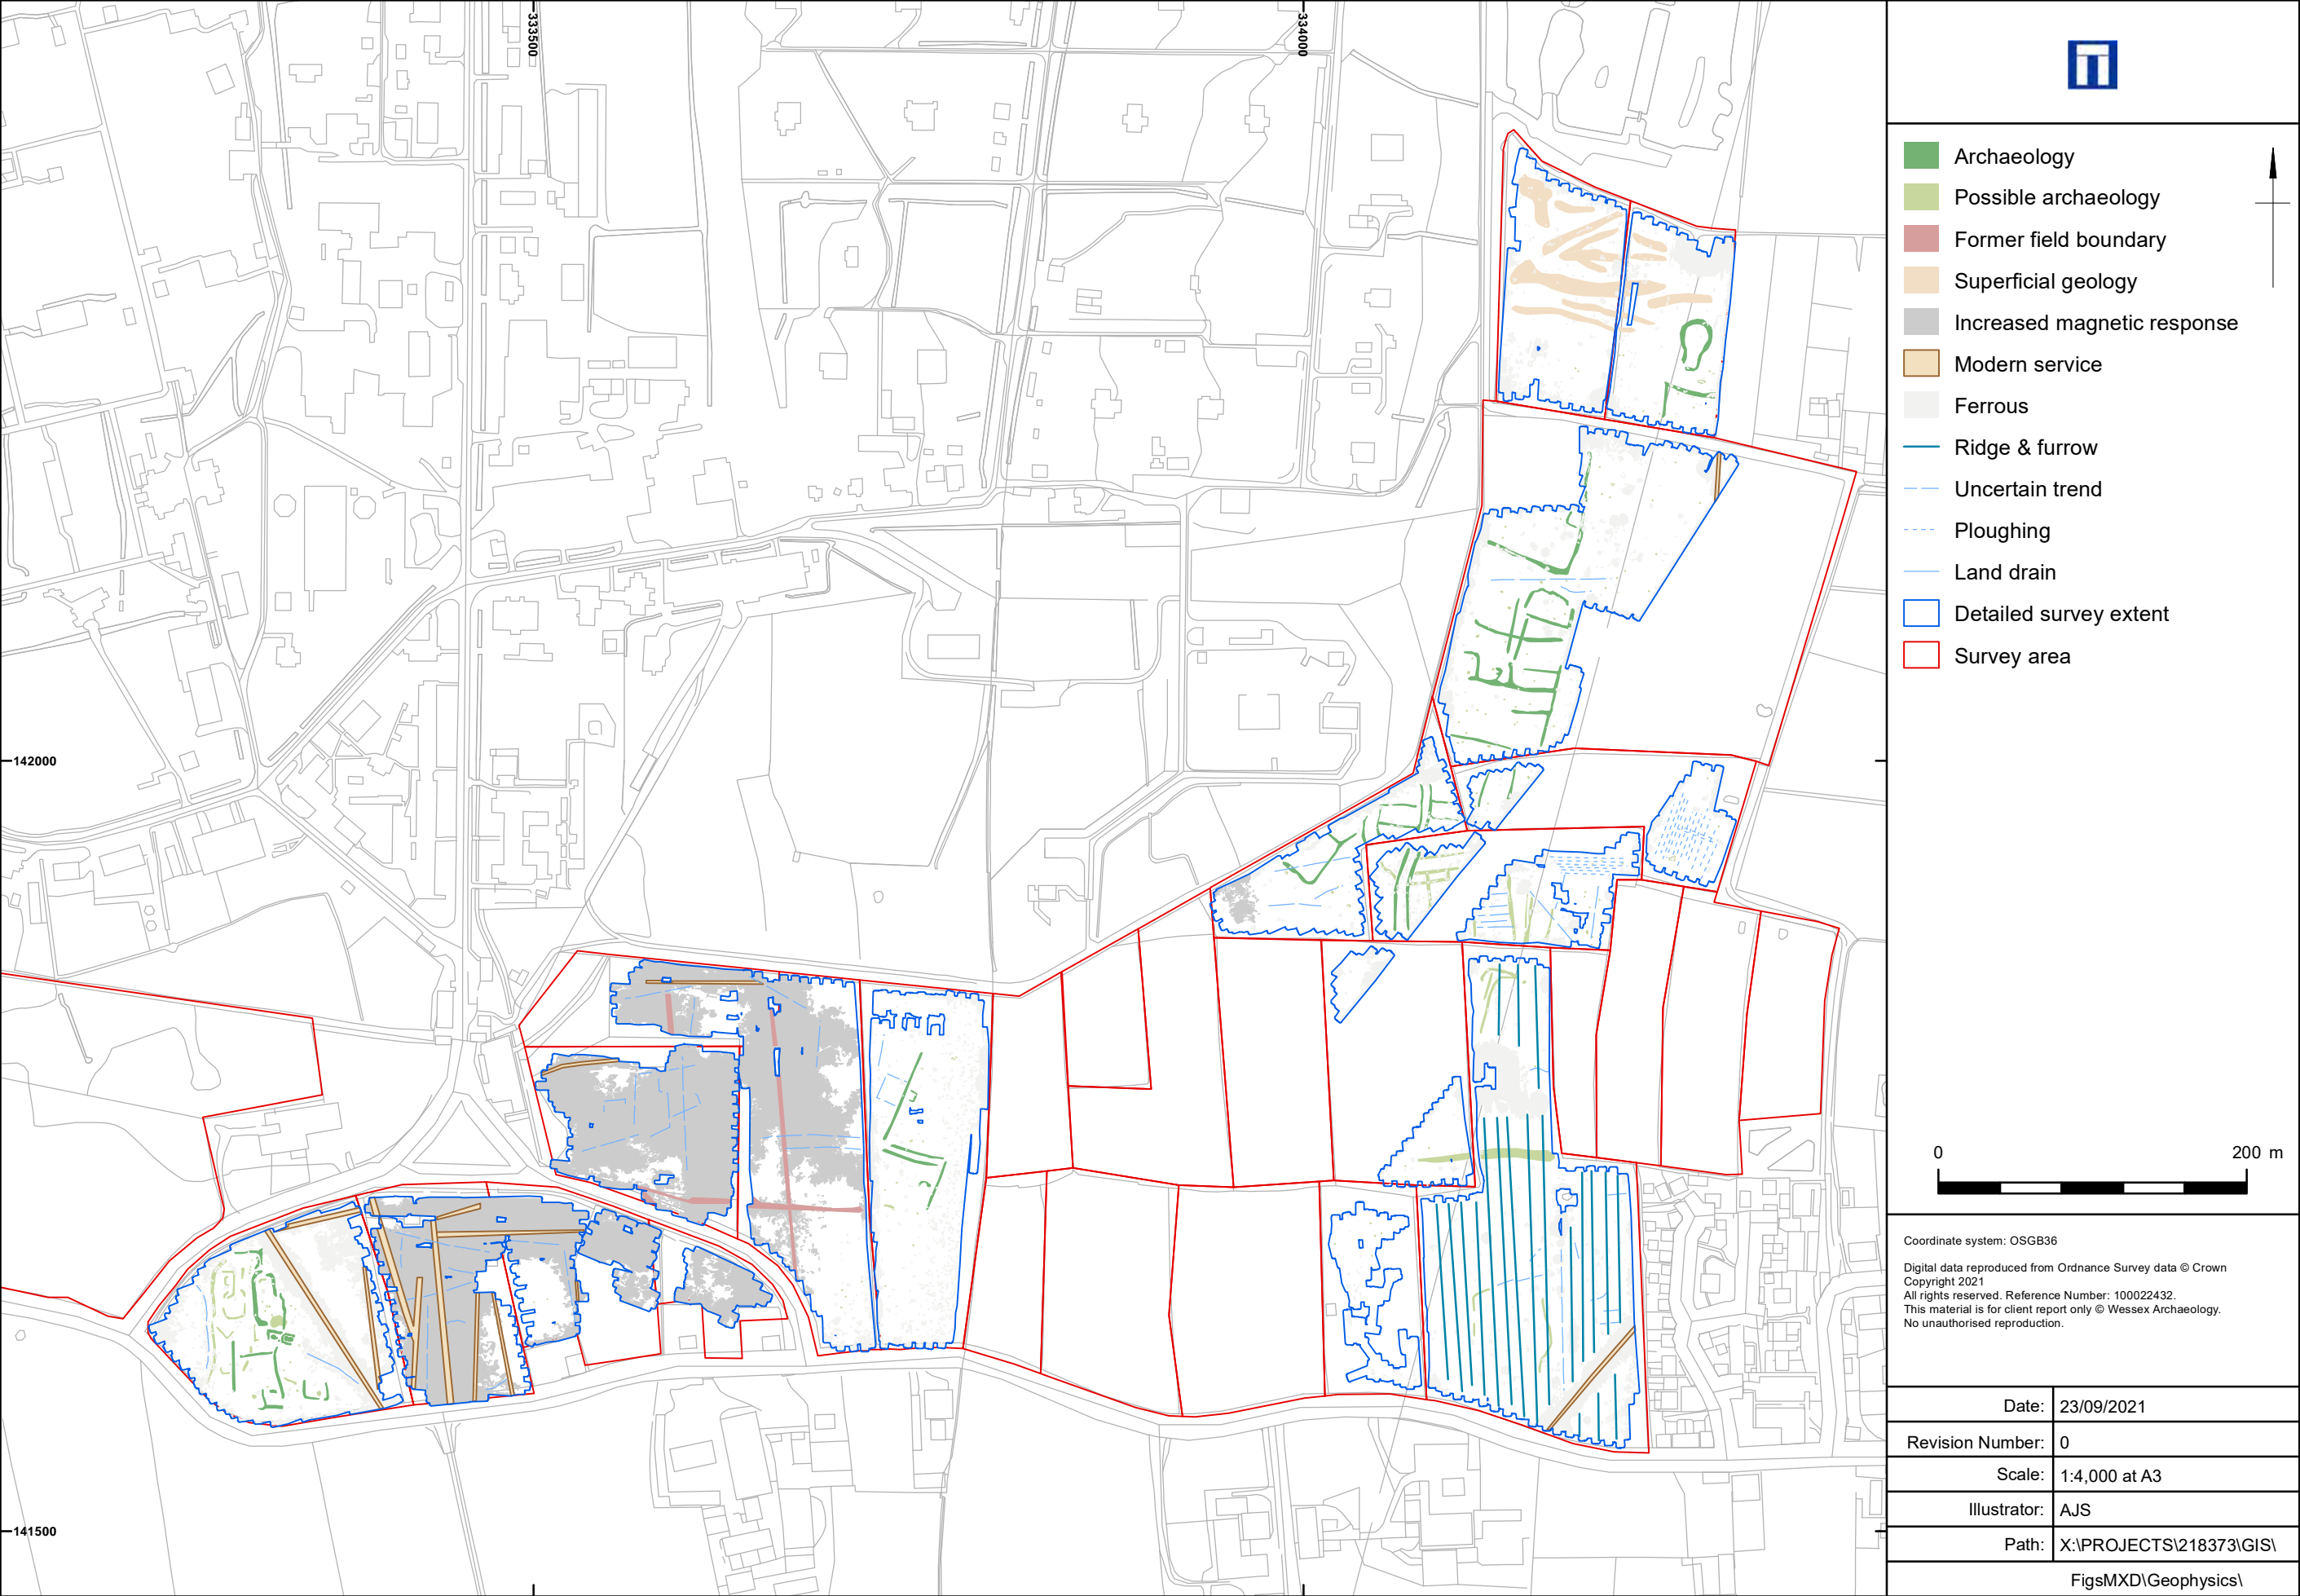 333500
334000
142000
141500
Archaeology
Possible archaeology
Former field boundary
Superficial geology
Increased magnetic response
Modern service
Ferrous
Ridge & furrow
Uncertain trend
Ploughing
Land drain
Detailed survey extent
Survey area
0 200 m
Coordinate system: OSGB36
Digital data reproduced from Ordnance Survey data © Crown
Copyright 2021
All rights reserved. Reference Number: 100022432.
This material is for client report only © Wessex Archaeology.
No unauthorised reproduction.
Date: 23/09/2021
Revision Number: 0
Scale: 1:4,000 at A3
Illustrator: AJS
Path: X:\PROJECTS\218373\GIS\
FigsMXD\Geophysics\